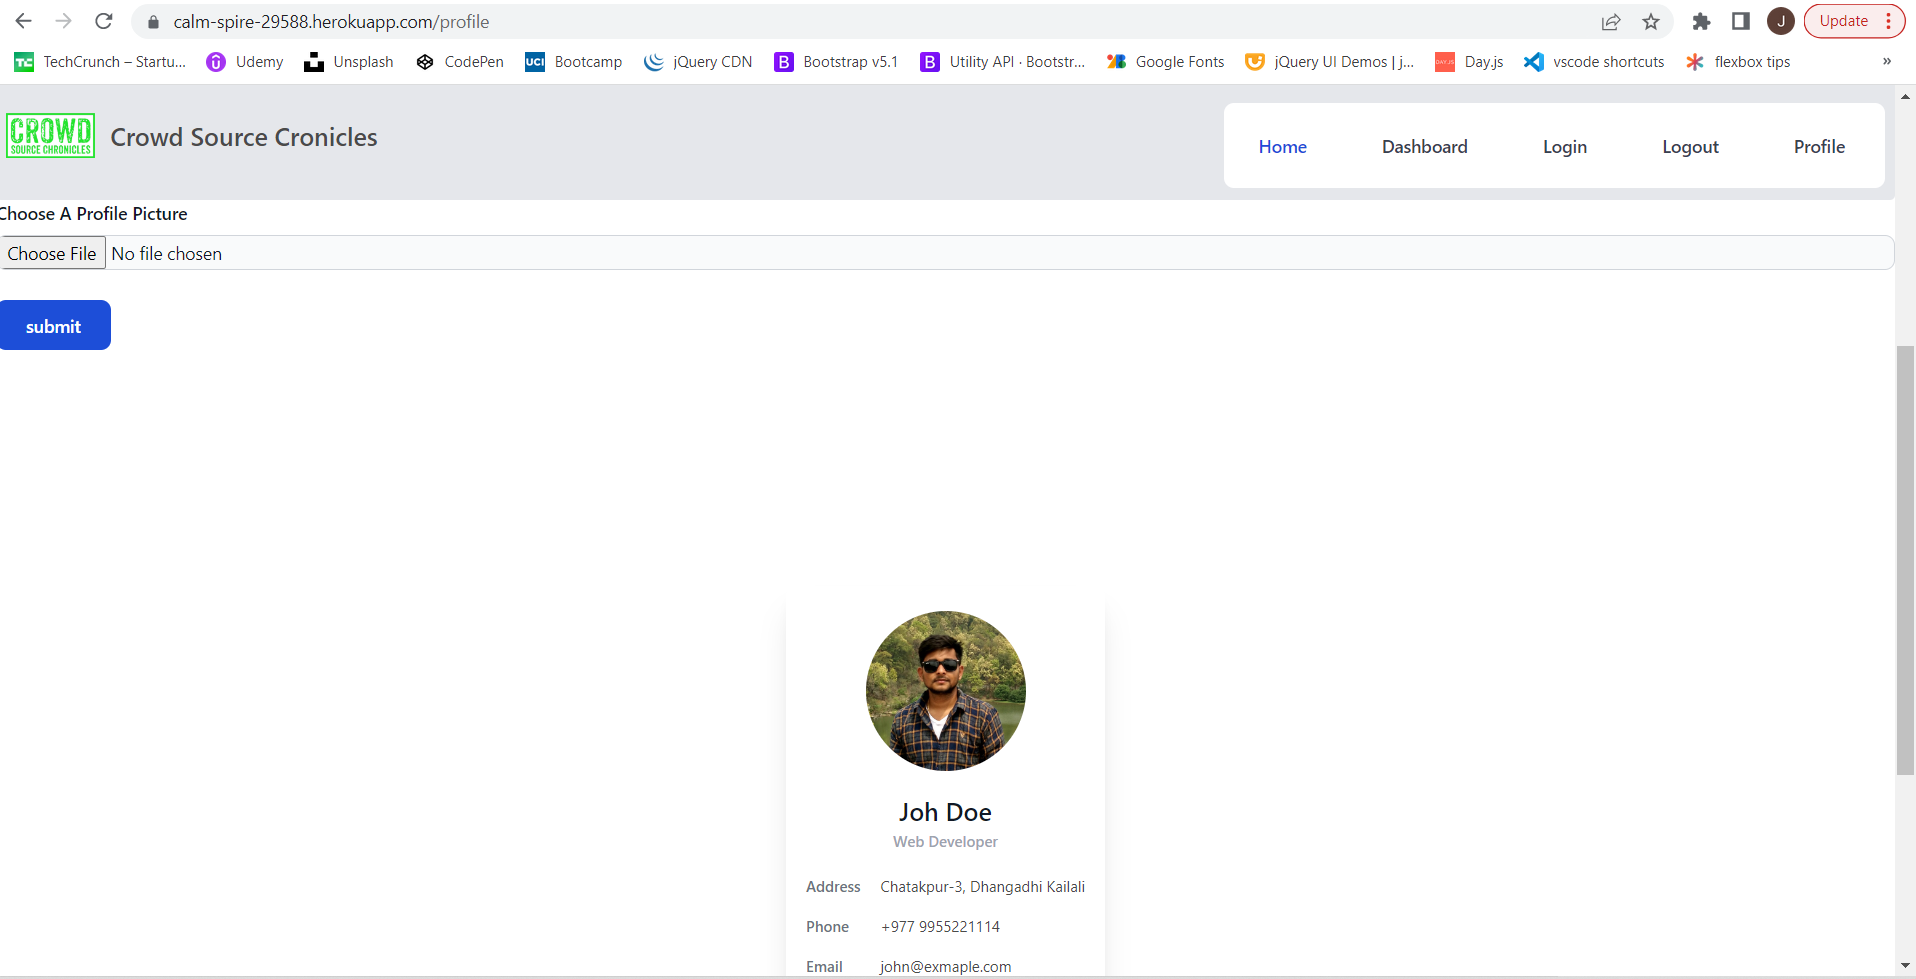 calm-spire-29588.herokuapp.com/profile
J
Update
TC TechCrunch – Startu... Udemy Unsplash CodePen UCI Bootcamp jQuery CDN B Bootstrap v5.1 B Utility API · Bootstr... Google Fonts jQuery UI Demos | j... DAYJS Day.js vscode shortcuts flexbox tips »
CROWD
SOURCE CHRONICLES
Crowd Source Cronicles
Home Dashboard Login Logout Profile
Choose A Profile Picture
Choose File No file chosen
submit
Joh Doe
Web Developer
Address Chatakpur-3, Dhangadhi Kailali
Phone +977 9955221114
Email john@exmaple.com